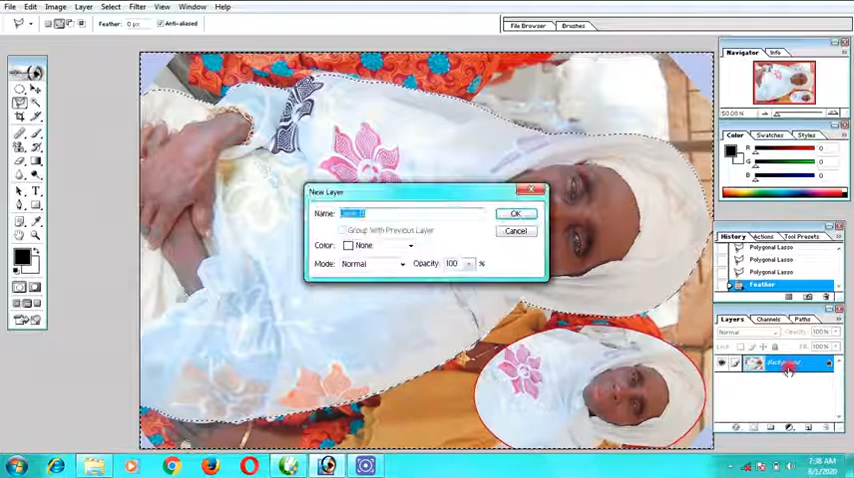 File Edit Image Layer Select Filter View Window Help
Feather: 0 px Anti-aliased
File Browser Brushes
Navigator Info
50.00%
Color Swatches Styles
R 0
G 0
B 0
New Layer
Name: Layer 0
OK
Group With Previous Layer
Cancel
Color: None
Mode: Normal Opacity: 100 %
History Actions Tool Presets
Polygonal Lasso
Polygonal Lasso
Polygonal Lasso
Feather
Layers Channels Paths
Normal Opacity: 100%
Lock: Fill: 100%
Background
7:38 AM
8/1/2020